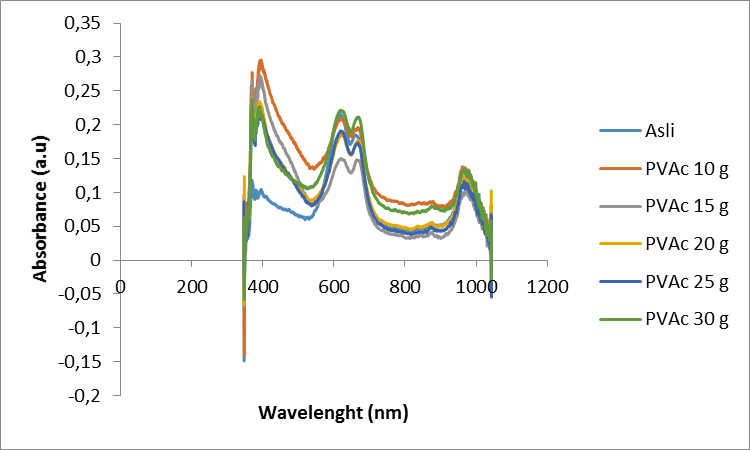 0,35
0,3
0,25
0,2
0,15
0,1
0,05
0
-0,05
-0,1
-0,15
-0,2
Absorbance (a.u)
0 200 400 600 800 1000 1200
Wavelenght (nm)
Asli
PVAc 10 g
PVAc 15 g
PVAc 20 g
PVAc 25 g
PVAc 30 g